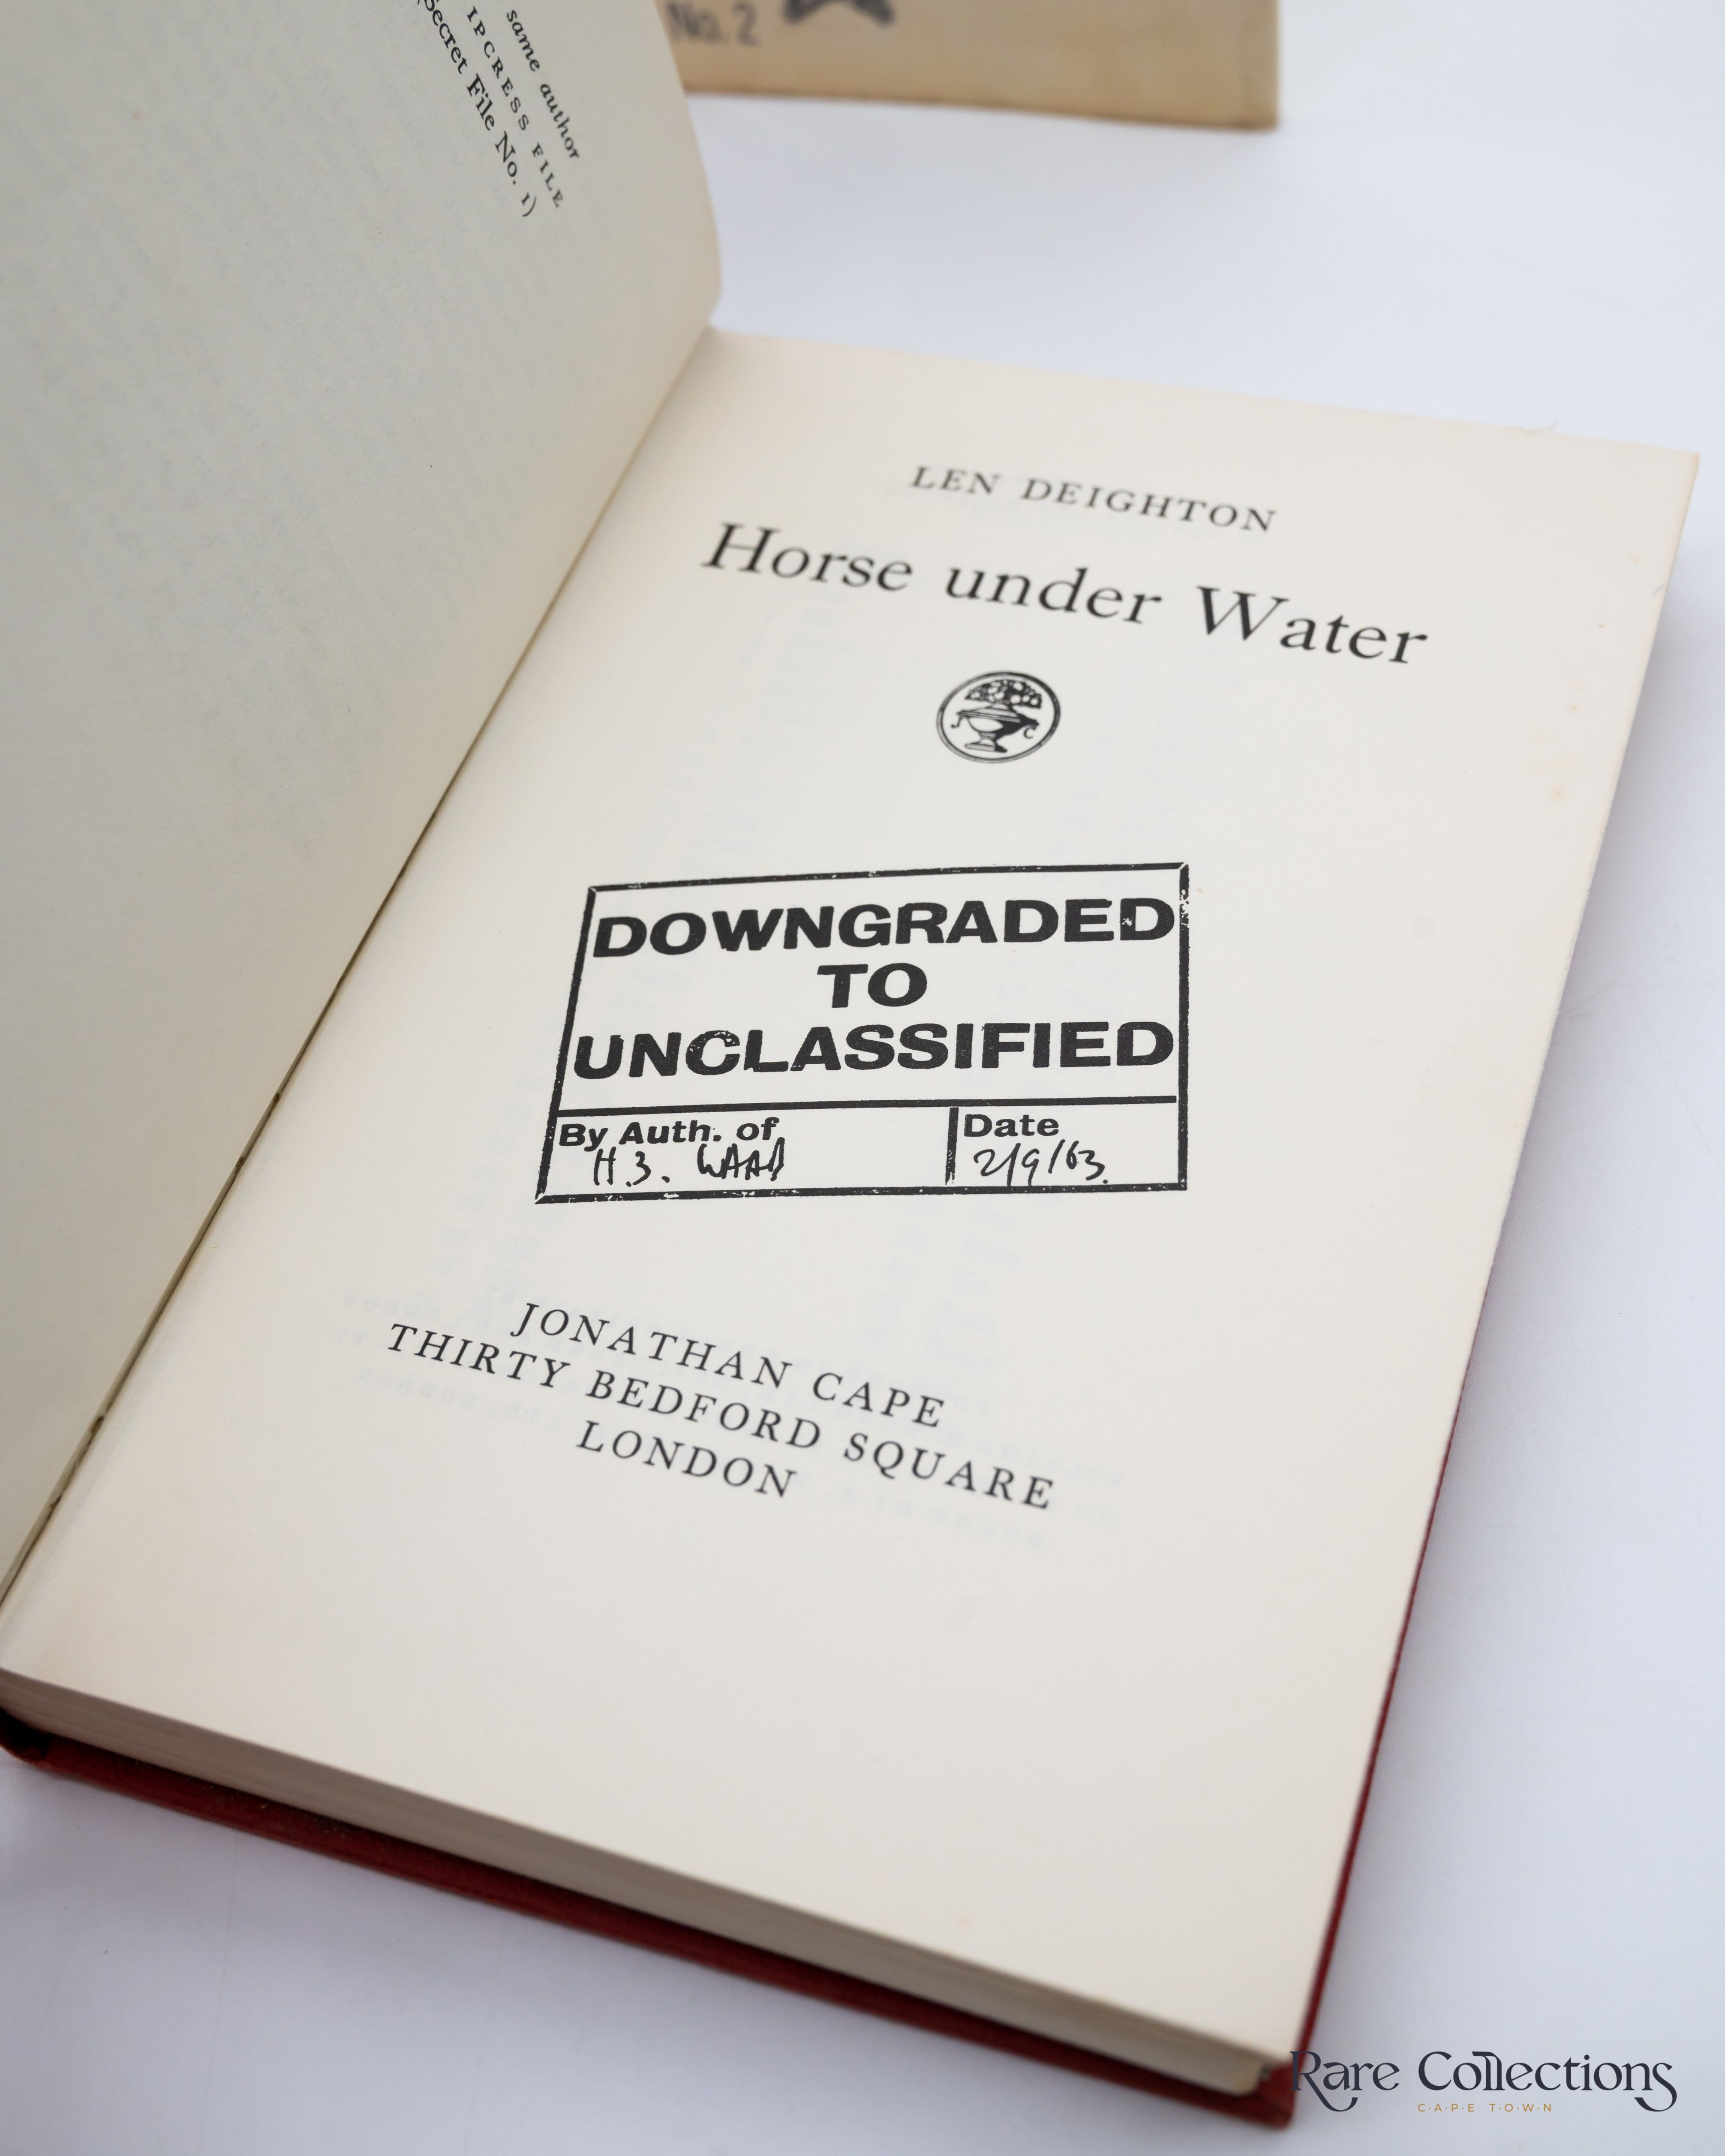 same author
IPCRESS FILE
Secret File No. 1)
No. 2
LEN DEIGHTON
Horse under Water
DOWNGRADED
TO
UNCLASSIFIED
By Auth. of
Date
H.3.
2/9/63.
JONATHAN CAPE
THIRTY BEDFORD SQUARE
LONDON
Rare Collections
CAPE TOWN